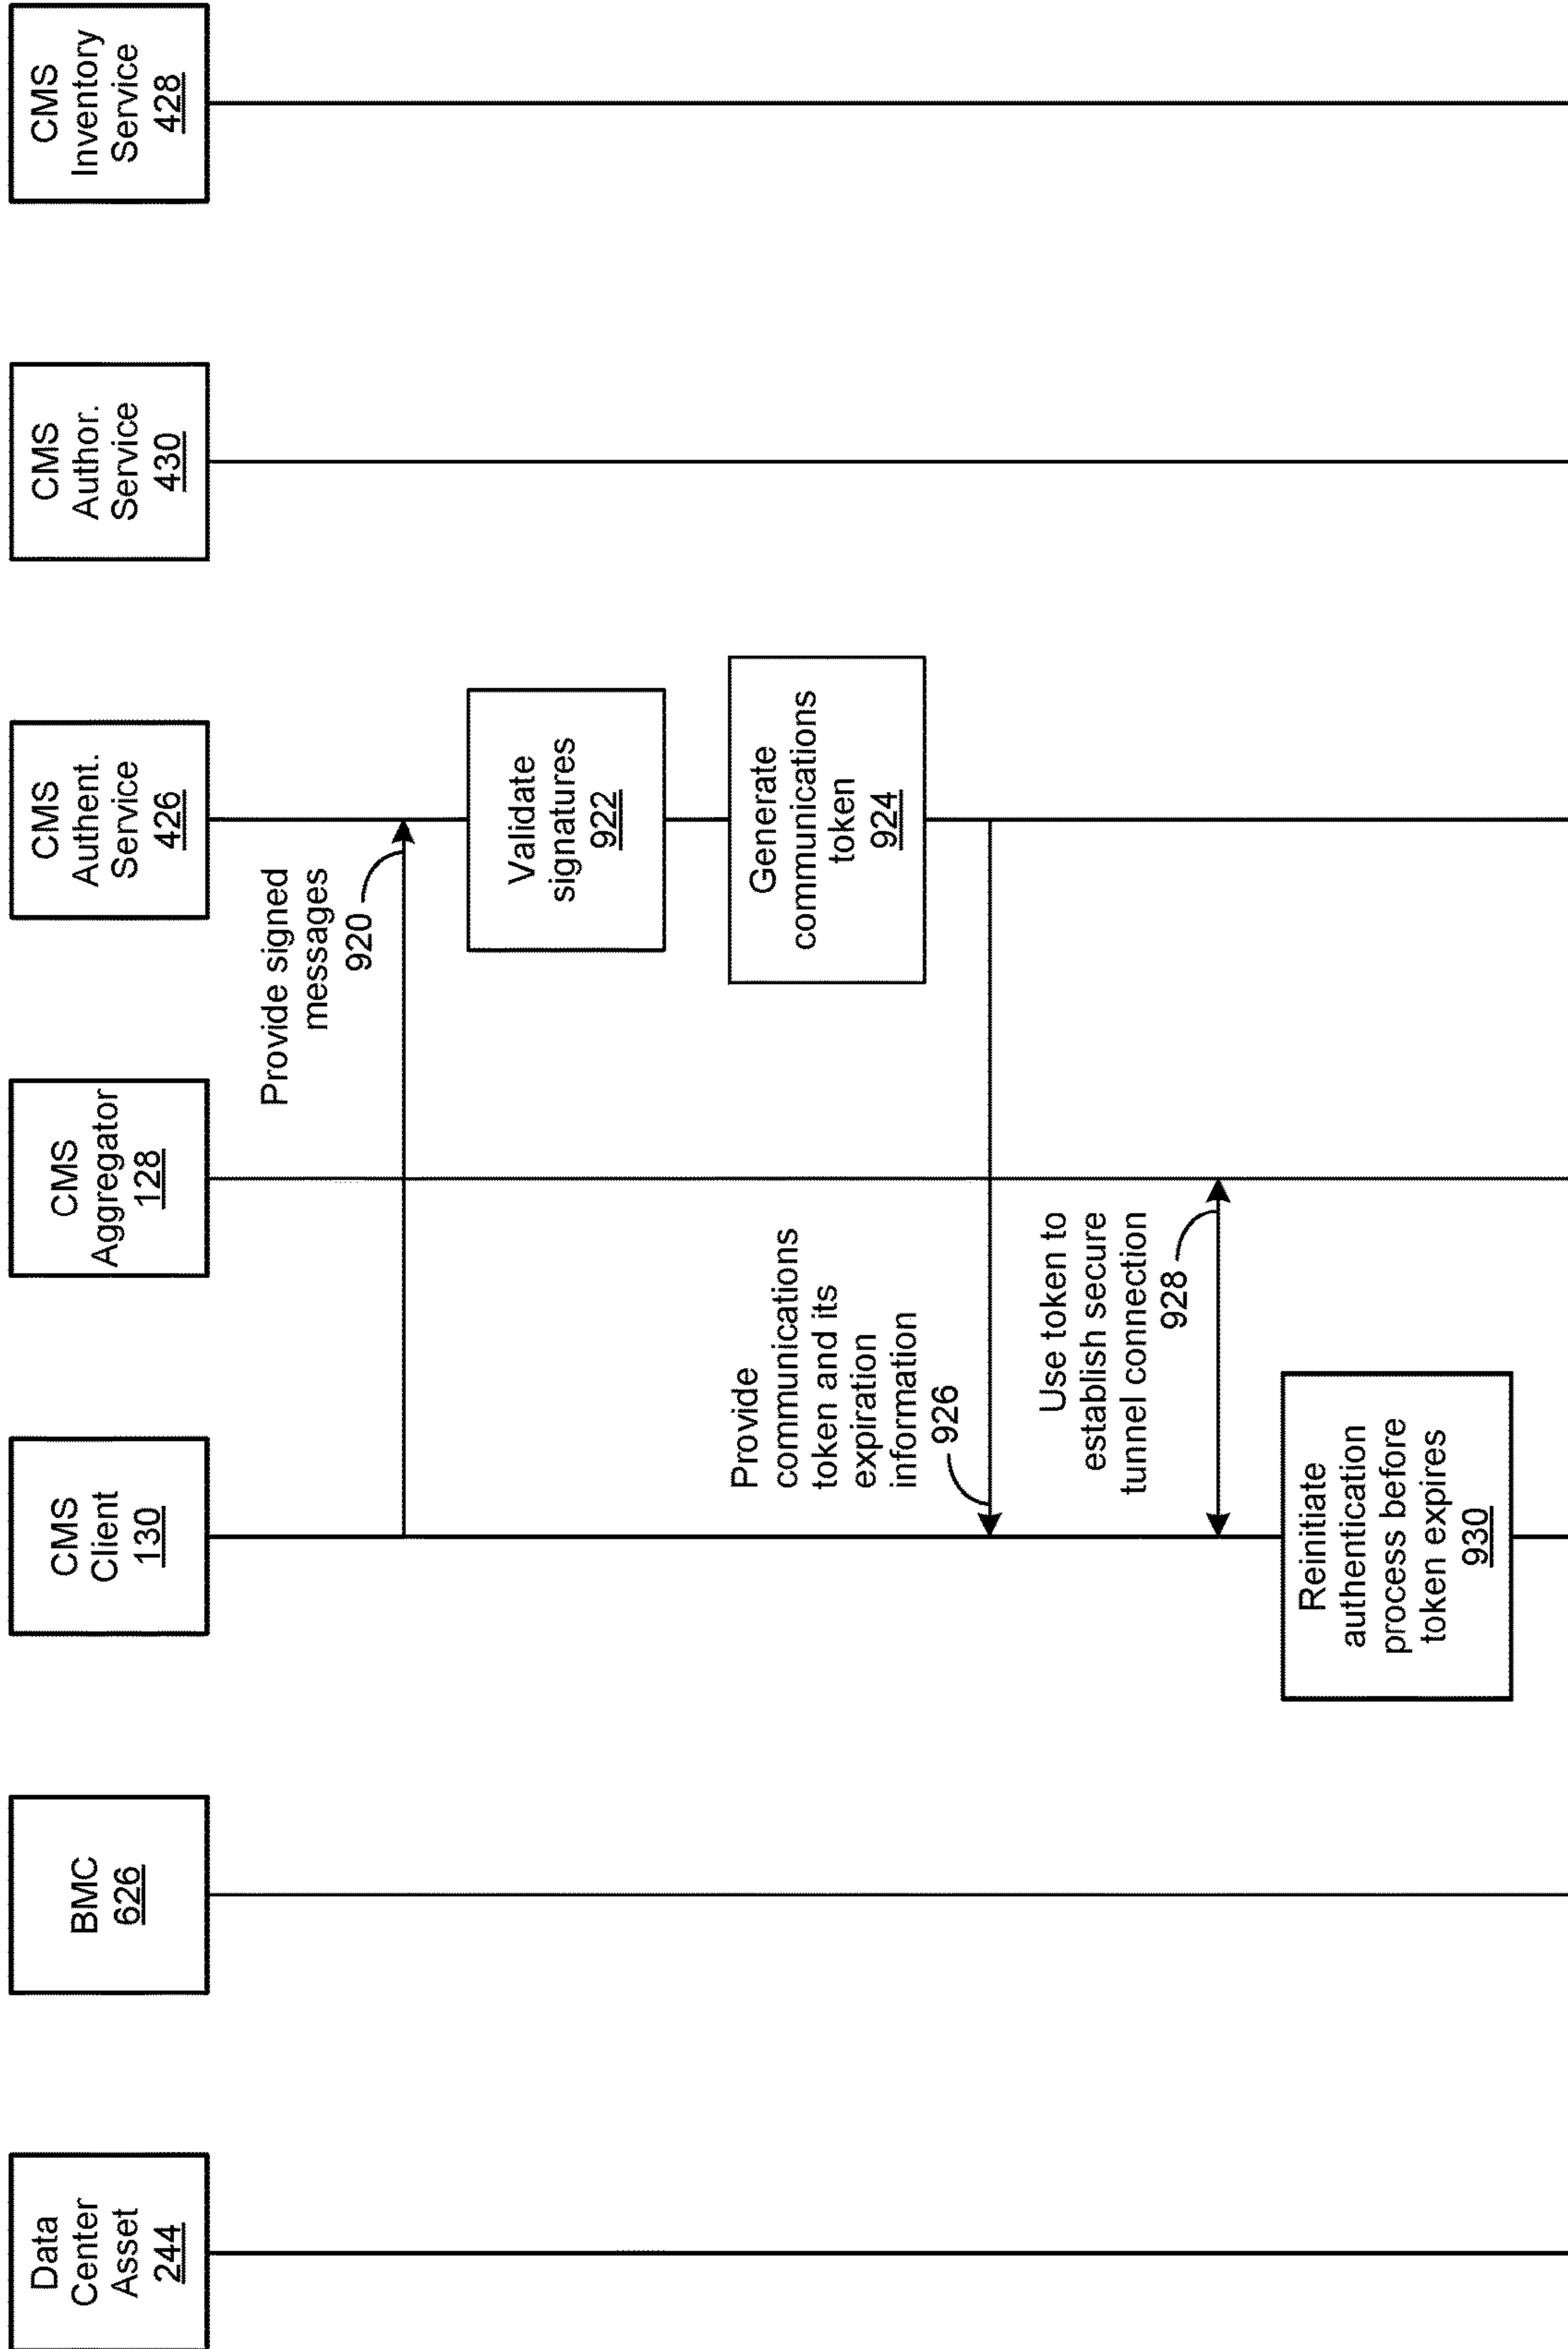 Data
Center
Asset
244
BMC
626
CMS
Client
130
CMS
Aggregator
128
CMS
Authent.
Service
426
CMS
Author.
Service
430
CMS
Inventory
Service
428
Provide signed
messages
920
Validate
signatures
922
Generate
communications
token
924
Provide
communications
token and its
expiration
information
926
Use token to
establish secure
tunnel connection
928
Reinitiate
authentication
process before
token expires
930